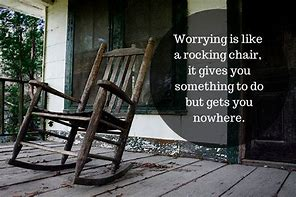 Worrying is like
a rocking chair,
it gives you
something to do
but gets you
nowhere.